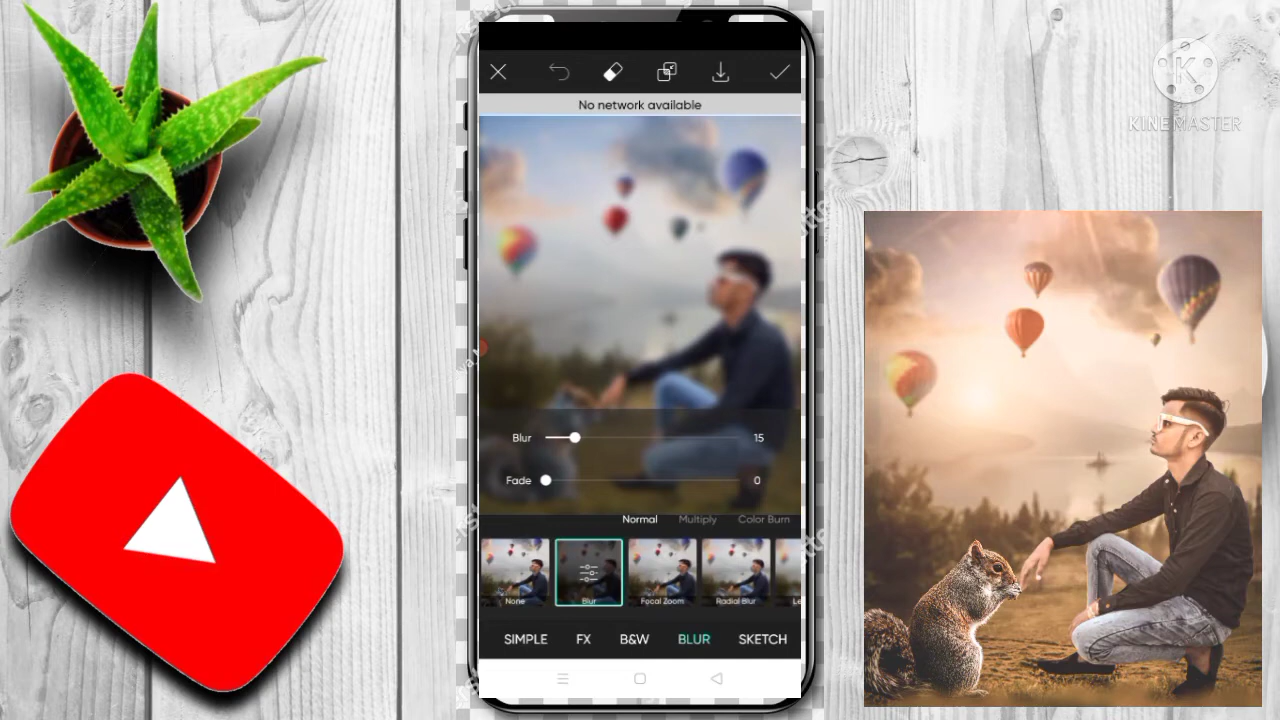 No network available
Blur 15
Fade 0
Normal Multiply Color Burn
None Blur Focal Zoom Radial Blur
SIMPLE FX B&W BLUR SKETCH
K
KINEMASTER